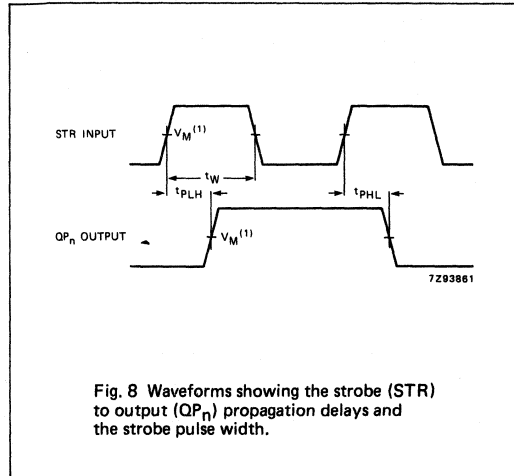 STR INPUT
V_M^(1)
t_W
t_PLH
t_PHL
QP_n OUTPUT
V_M^(1)
7Z93861
Fig. 8 Waveforms showing the strobe (STR)
to output (QP_n) propagation delays and
the strobe pulse width.